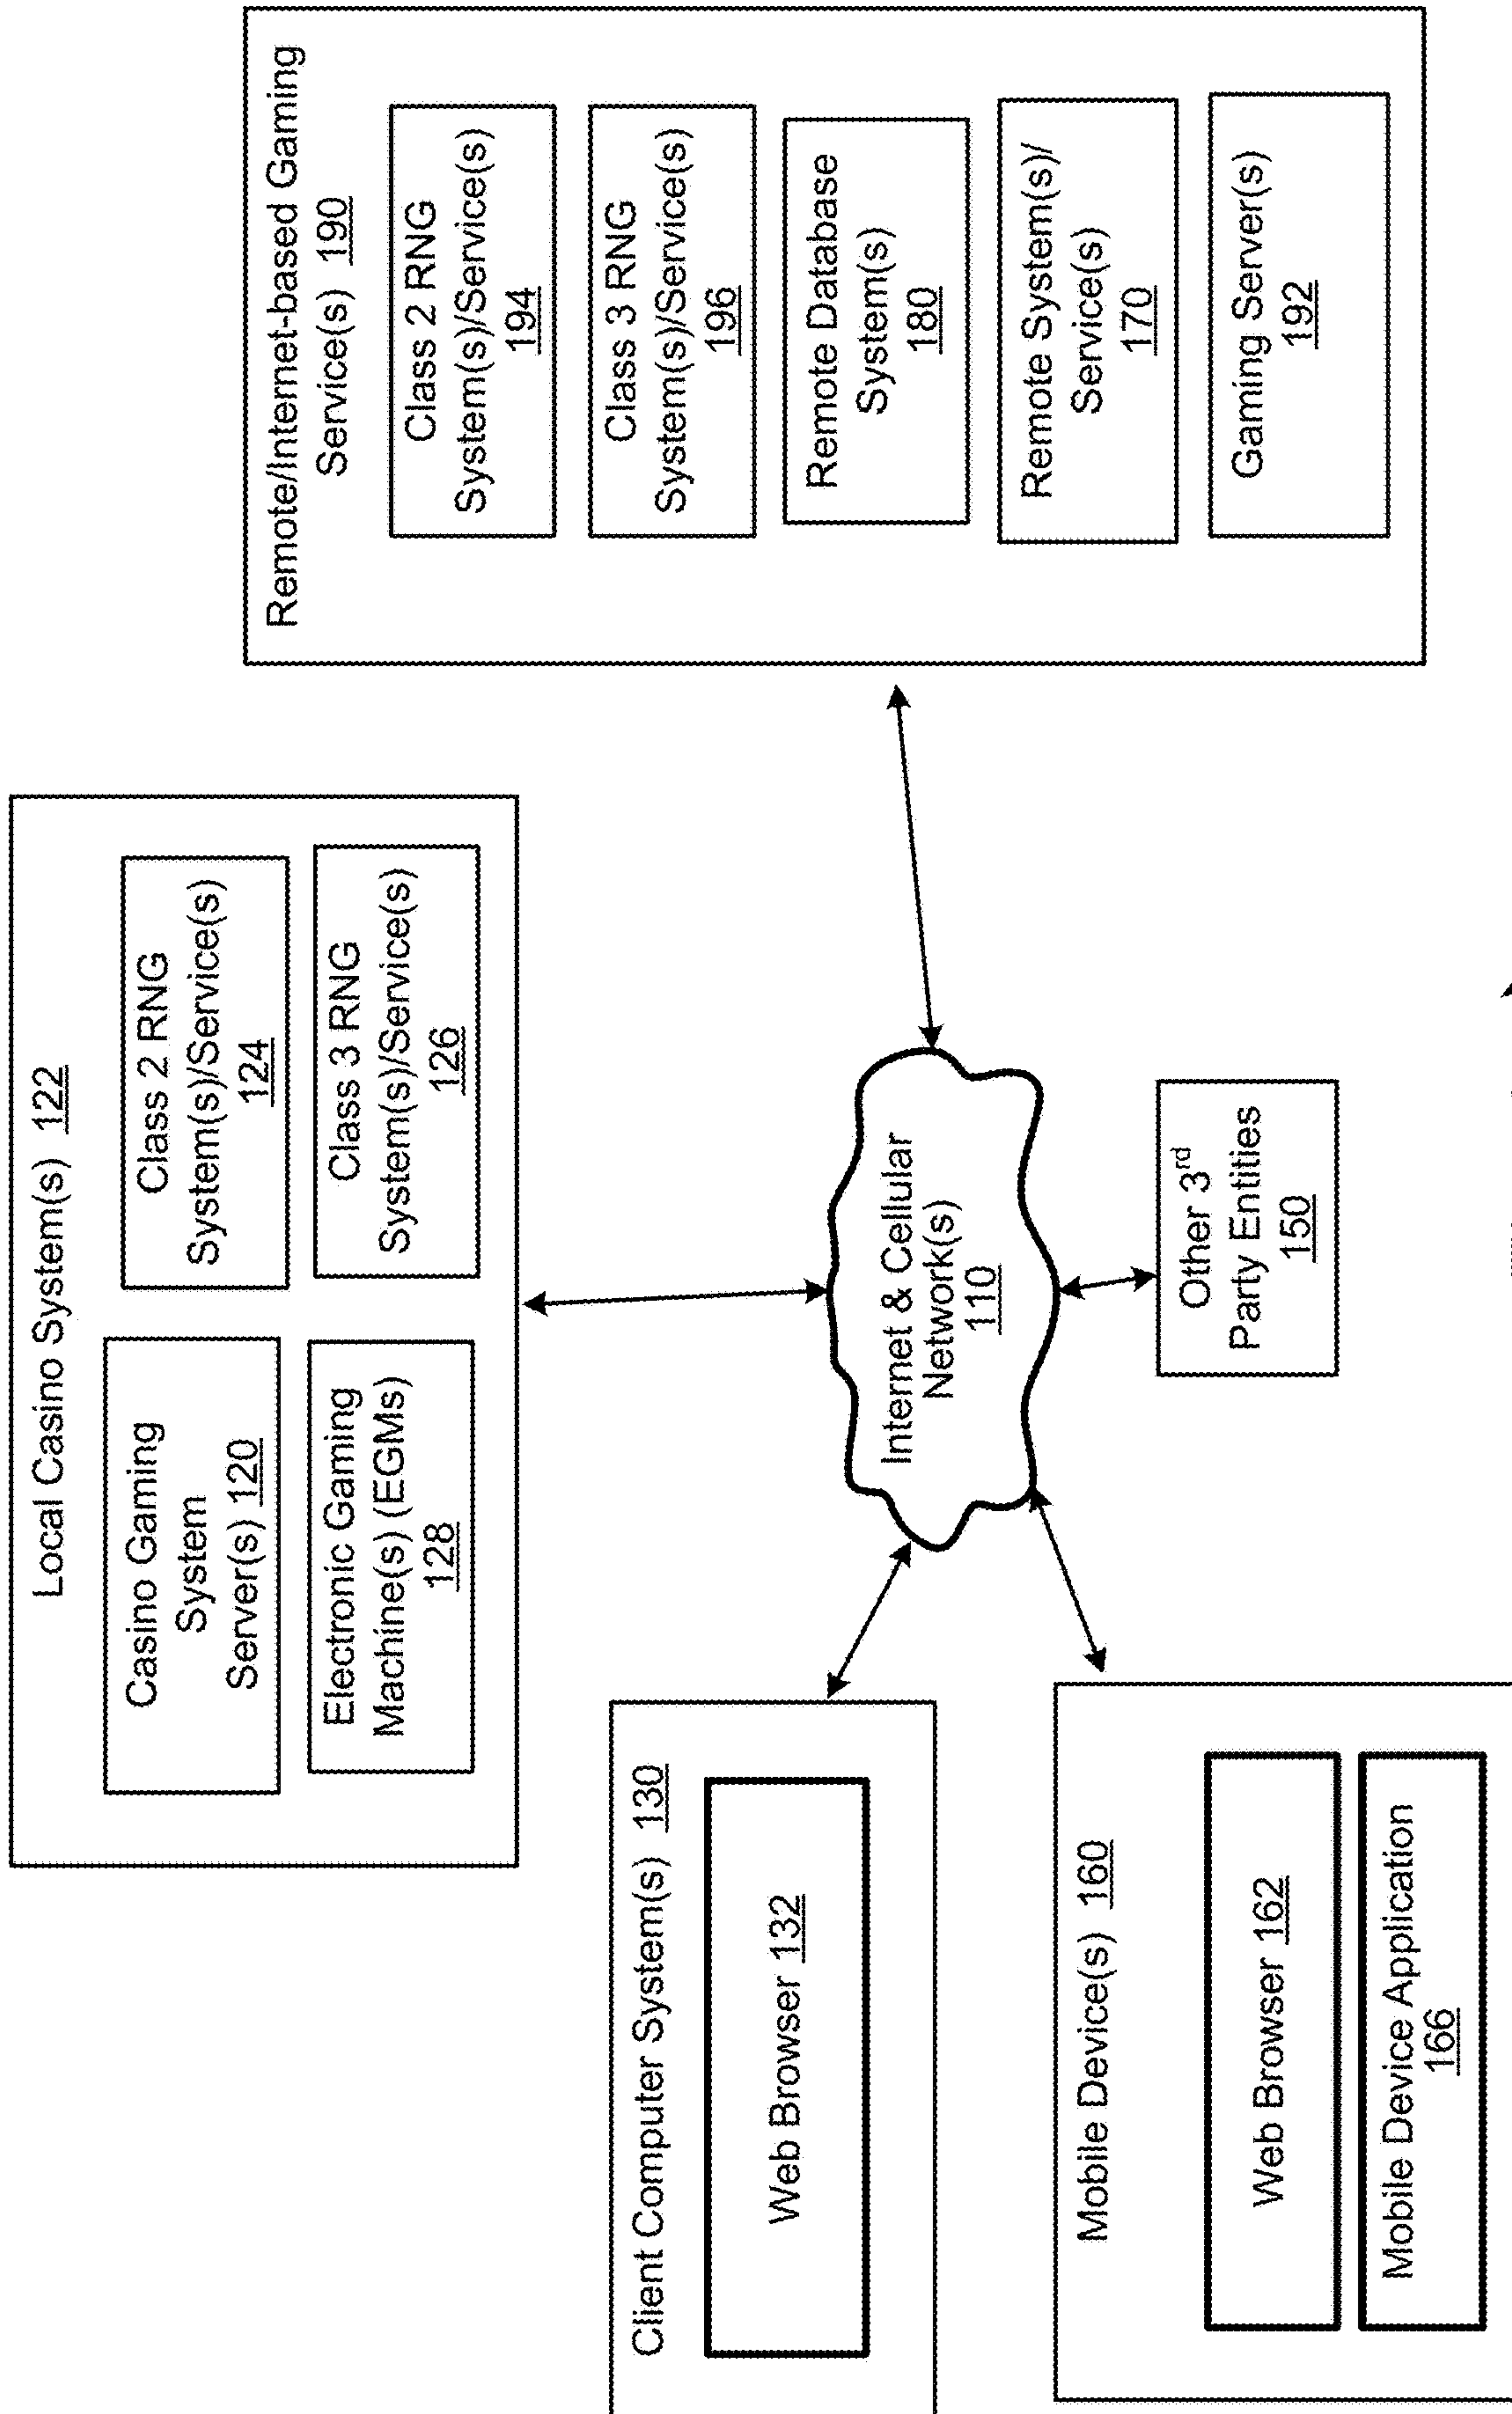 Local Casino System(s) 122
Casino Gaming
System
Server(s) 120
Class 2 RNG
System(s)/Service(s)
124
Electronic Gaming
Machine(s) (EGMs)
128
Class 3 RNG
System(s)/Service(s)
126
Remote/Internet-based Gaming
Service(s) 190
Class 2 RNG
System(s)/Service(s)
194
Class 3 RNG
System(s)/Service(s)
196
Remote Database
System(s)
180
Remote System(s)/
Service(s)
170
Gaming Server(s)
192
Client Computer System(s) 130
Web Browser 132
Internet & Cellular
Network(s)
110
Other 3rd
Party Entities
150
Mobile Device(s) 160
Web Browser 162
Mobile Device Application
166